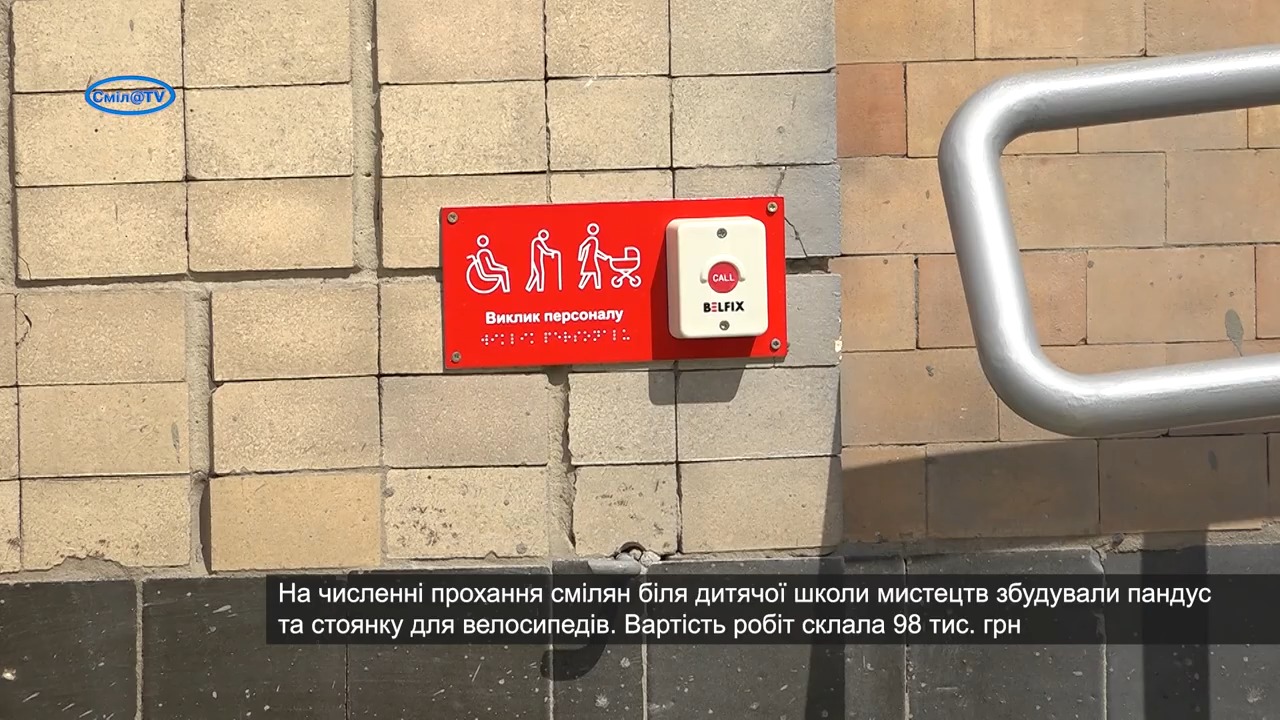 Сміл@TV
CALL
BELFIX
Виклик персоналу
На численні прохання смілян біля дитячої школи мистецтв збудували пандус
та стоянку для велосипедів. Вартість робіт склала 98 тис. грн